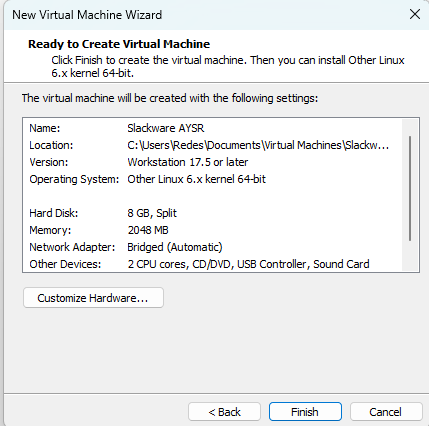 New Virtual Machine Wizard
Ready to Create Virtual Machine
Click Finish to create the virtual machine. Then you can install Other Linux
6.x kernel 64-bit.
The virtual machine will be created with the following settings:
Name: Slackware AYSR
Location: C:\Users\Redes\Documents\Virtual Machines\Slackw...
Version: Workstation 17.5 or later
Operating System: Other Linux 6.x kernel 64-bit
Hard Disk: 8 GB, Split
Memory: 2048 MB
Network Adapter: Bridged (Automatic)
Other Devices: 2 CPU cores, CD/DVD, USB Controller, Sound Card
Customize Hardware...
< Back Finish Cancel